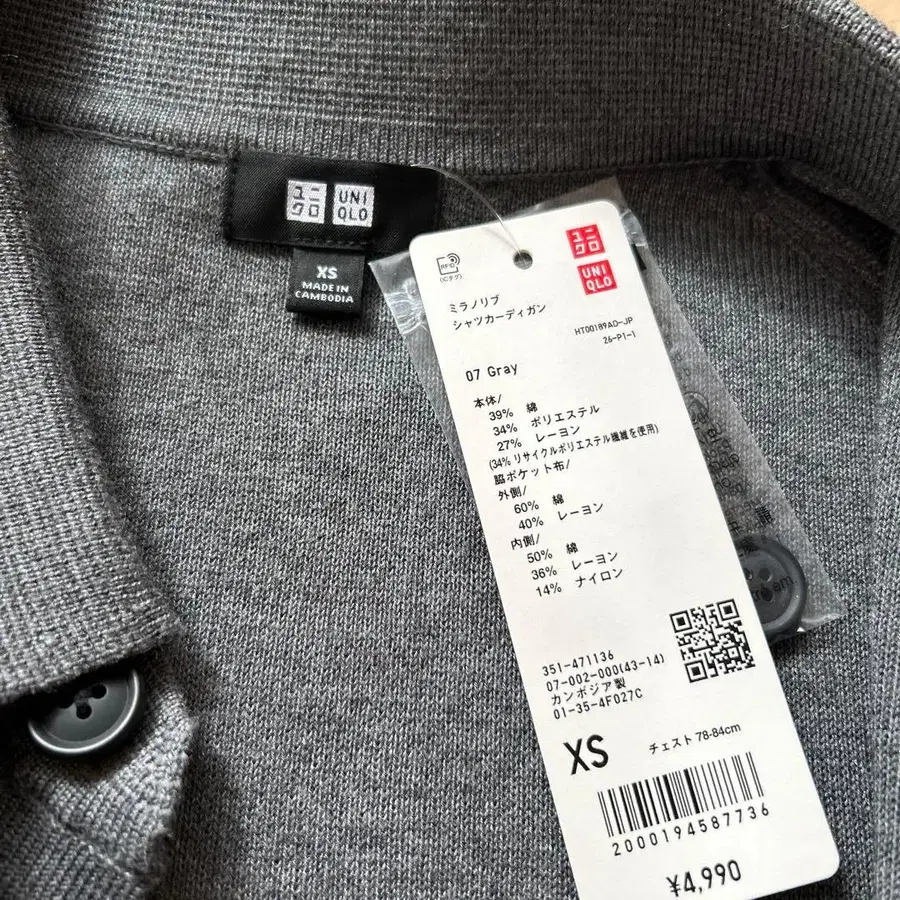 ユニ
クロ
UNI
QLO
XS
MADE IN
CAMBODIA
RFID
(ICタグ)
ユニ
クロ
UNI
QLO
ミラノリブ
シャツカーディガン
HT00189AD-JP
26-P1-1
07 Gray
本体/
39% 綿
34% ポリエステル
27% レーヨン
(34% リサイクルポリエステル繊維を使用)
脇ポケット布/
外側/
60% 綿
40% レーヨン
内側/
50% 綿
36% レーヨン
14% ナイロン
351-471136
07-002-000(43-14)
カンボジア製
01-35-4F027C
XS チェスト 78-84cm
2000194587736
¥4,990